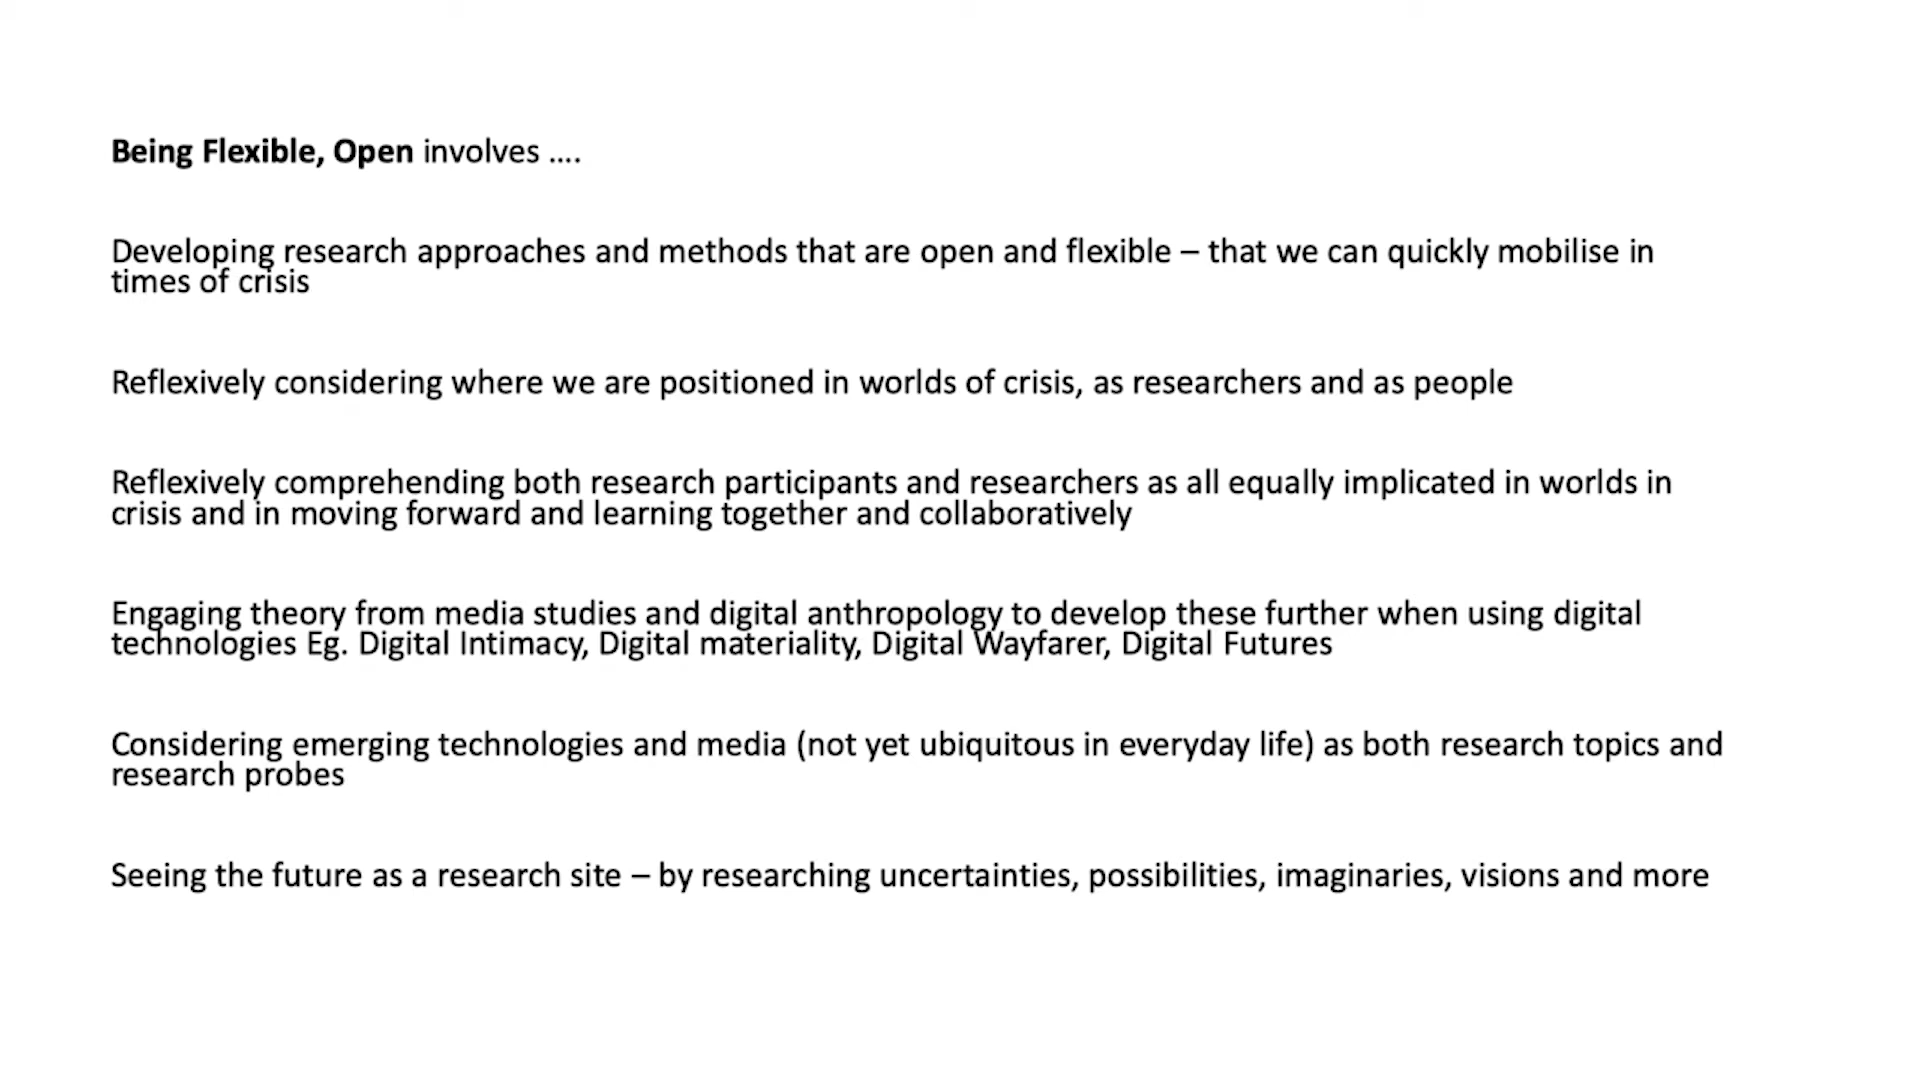 Being Flexible, Open involves ....
Developing research approaches and methods that are open and flexible – that we can quickly mobilise in
times of crisis
Reflexively considering where we are positioned in worlds of crisis, as researchers and as people
Reflexively comprehending both research participants and researchers as all equally implicated in worlds in
crisis and in moving forward and learning together and collaboratively
Engaging theory from media studies and digital anthropology to develop these further when using digital
technologies Eg. Digital Intimacy, Digital materiality, Digital Wayfarer, Digital Futures
Considering emerging technologies and media (not yet ubiquitous in everyday life) as both research topics and
research probes
Seeing the future as a research site – by researching uncertainties, possibilities, imaginaries, visions and more